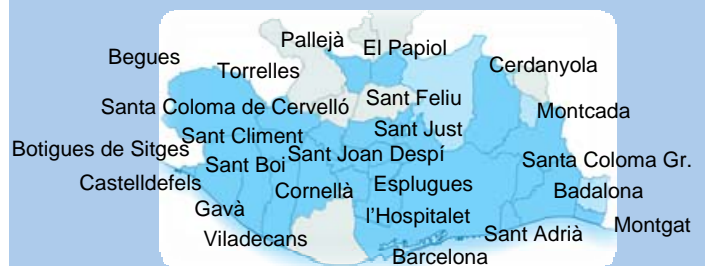 Pallejà
El Papiol
Begues
Torrelles
Cerdanyola
Santa Coloma de Cervelló
Sant Feliu
Montcada
Sant Climent
Sant Just
Botigues de Sitges
Sant Boi
Sant Joan Despí
Santa Coloma Gr.
Castelldefels
Cornellà
Esplugues
Badalona
Gavà
l'Hospitalet
Viladecans
Sant Adrià
Montgat
Barcelona